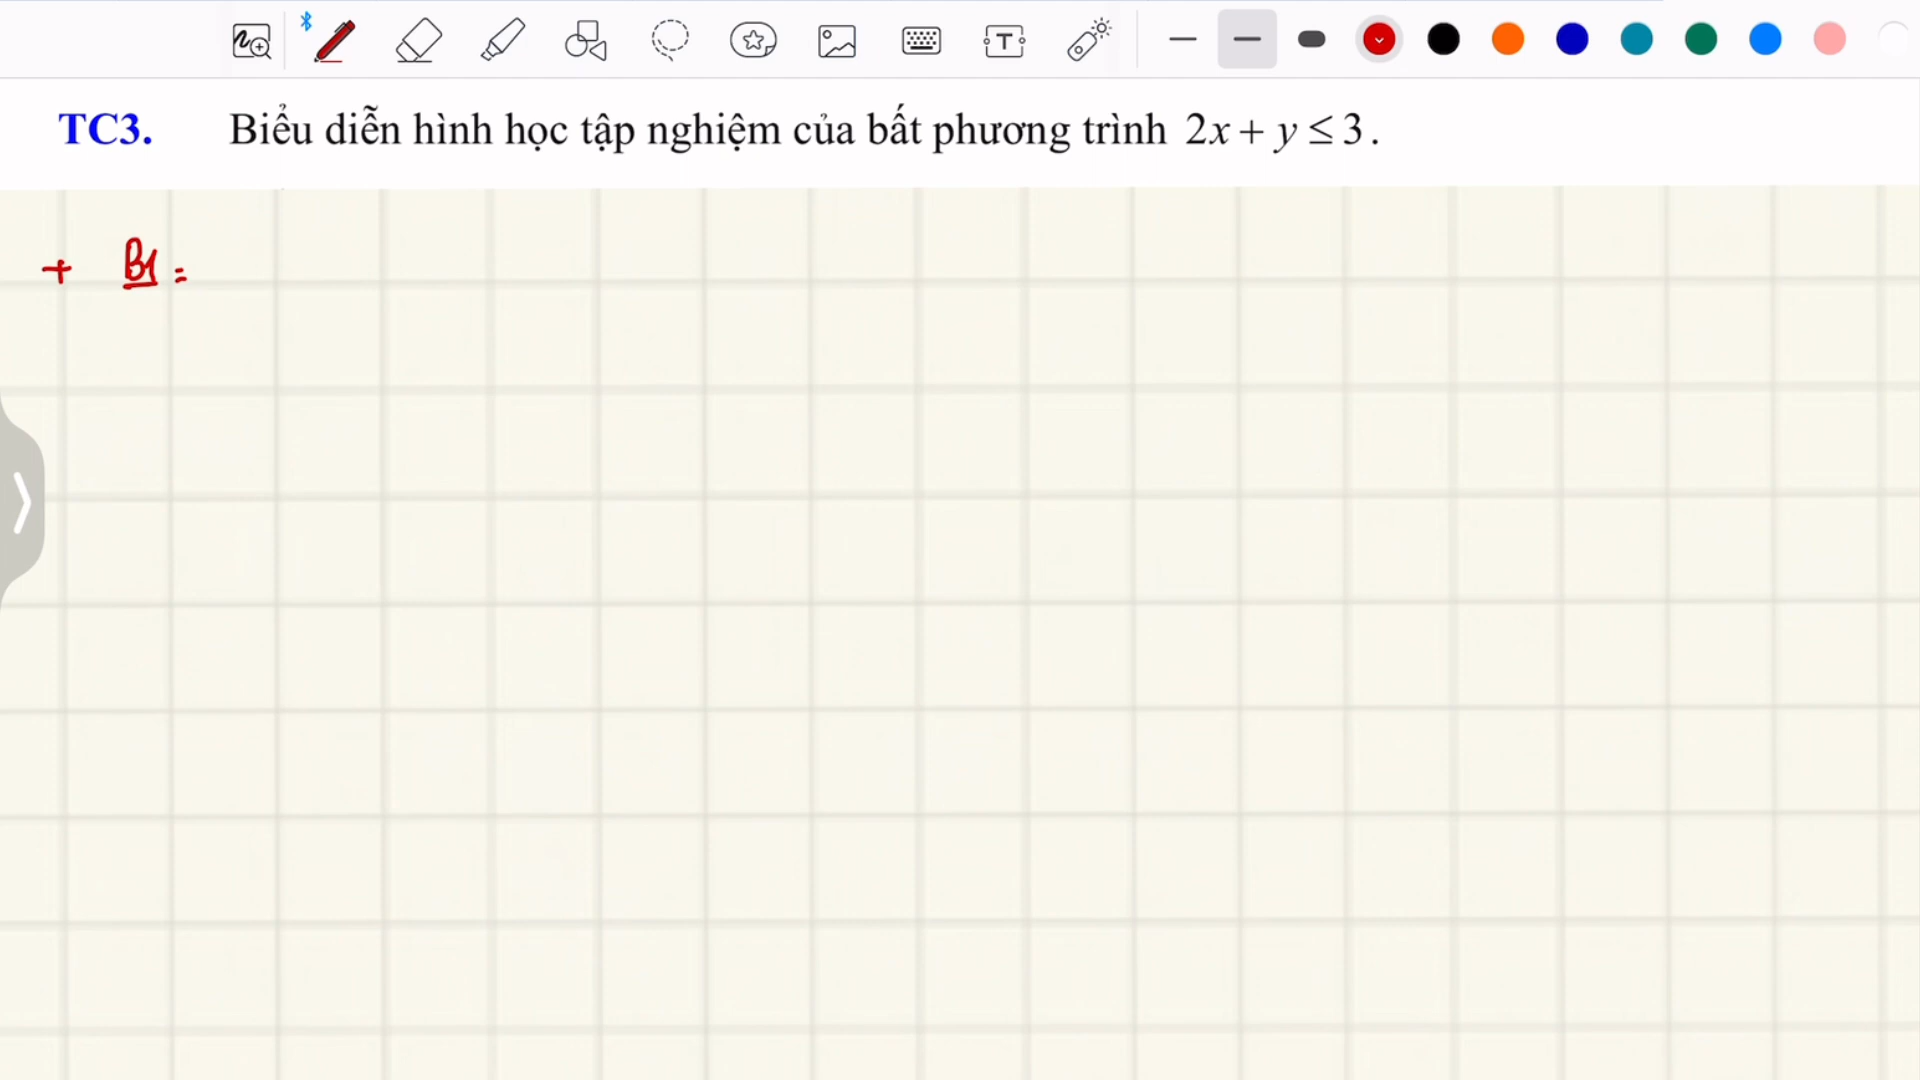 TC3. Biểu diễn hình học tập nghiệm của bất phương trình 2x + y ≤ 3.
+ B1 :